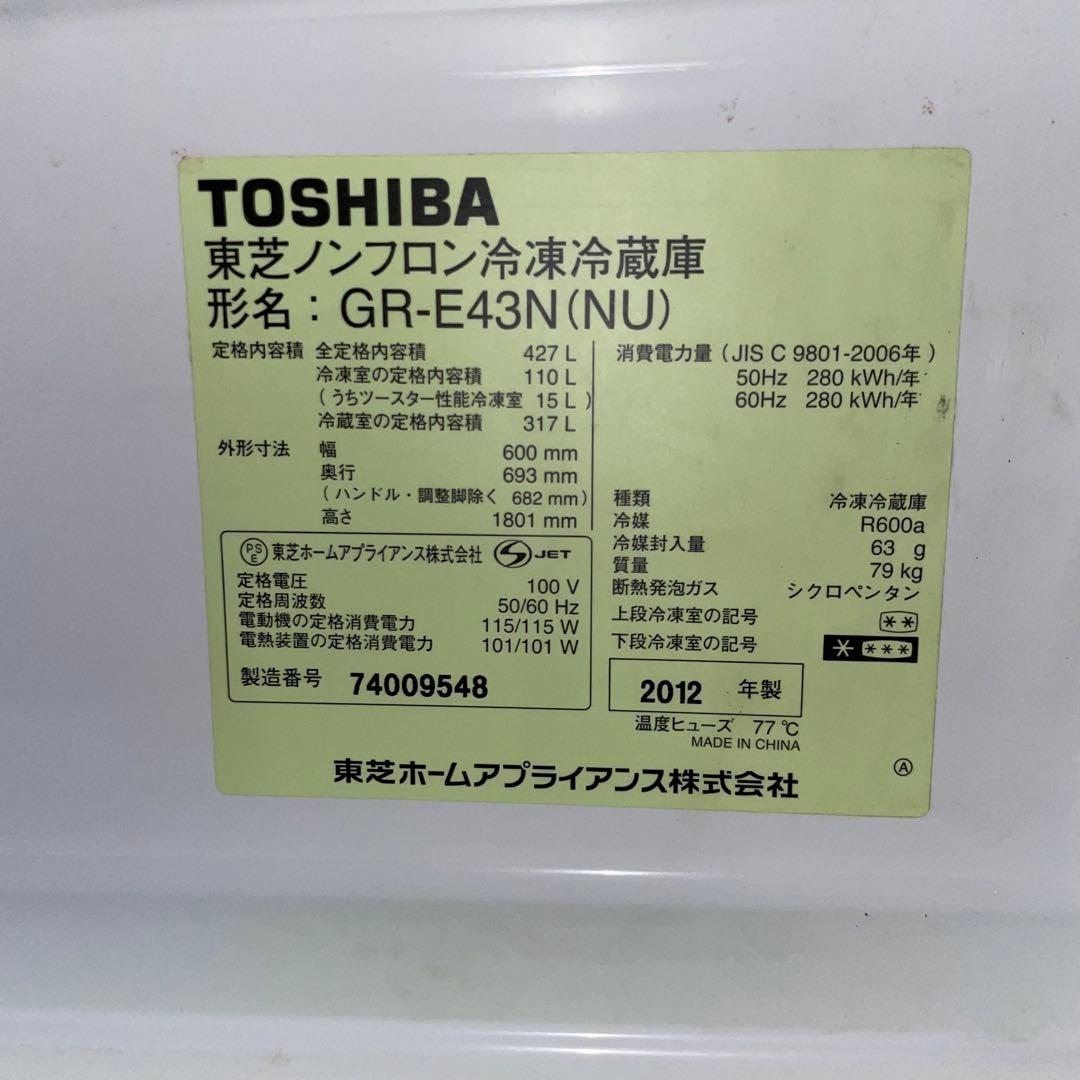 TOSHIBA
東芝ノンフロン冷凍冷蔵庫
形名：GR-E43N(NU)
定格内容積 全定格内容積 427 L
冷凍室の定格内容積 110 L
(うちツースター性能冷凍室 15 L)
冷蔵室の定格内容積 317 L
外形寸法 幅 600 mm
奥行 693 mm
(ハンドル・調整脚除く 682 mm)
高さ 1801 mm
消費電力量 (JIS C 9801-2006年)
50Hz 280 kWh/年
60Hz 280 kWh/年
種類 冷凍冷蔵庫
冷媒 R600a
冷媒封入量 63 g
質量 79 kg
断熱発泡ガス シクロペンタン
上段冷凍室の記号 **
下段冷凍室の記号 * ***
PSE 東芝ホームアプライアンス株式会社 S JET
定格電圧 100 V
定格周波数 50/60 Hz
電動機の定格消費電力 115/115 W
電熱装置の定格消費電力 101/101 W
製造番号 74009548
2012 年製
温度ヒューズ 77℃
MADE IN CHINA
東芝ホームアプライアンス株式会社
Ⓐ